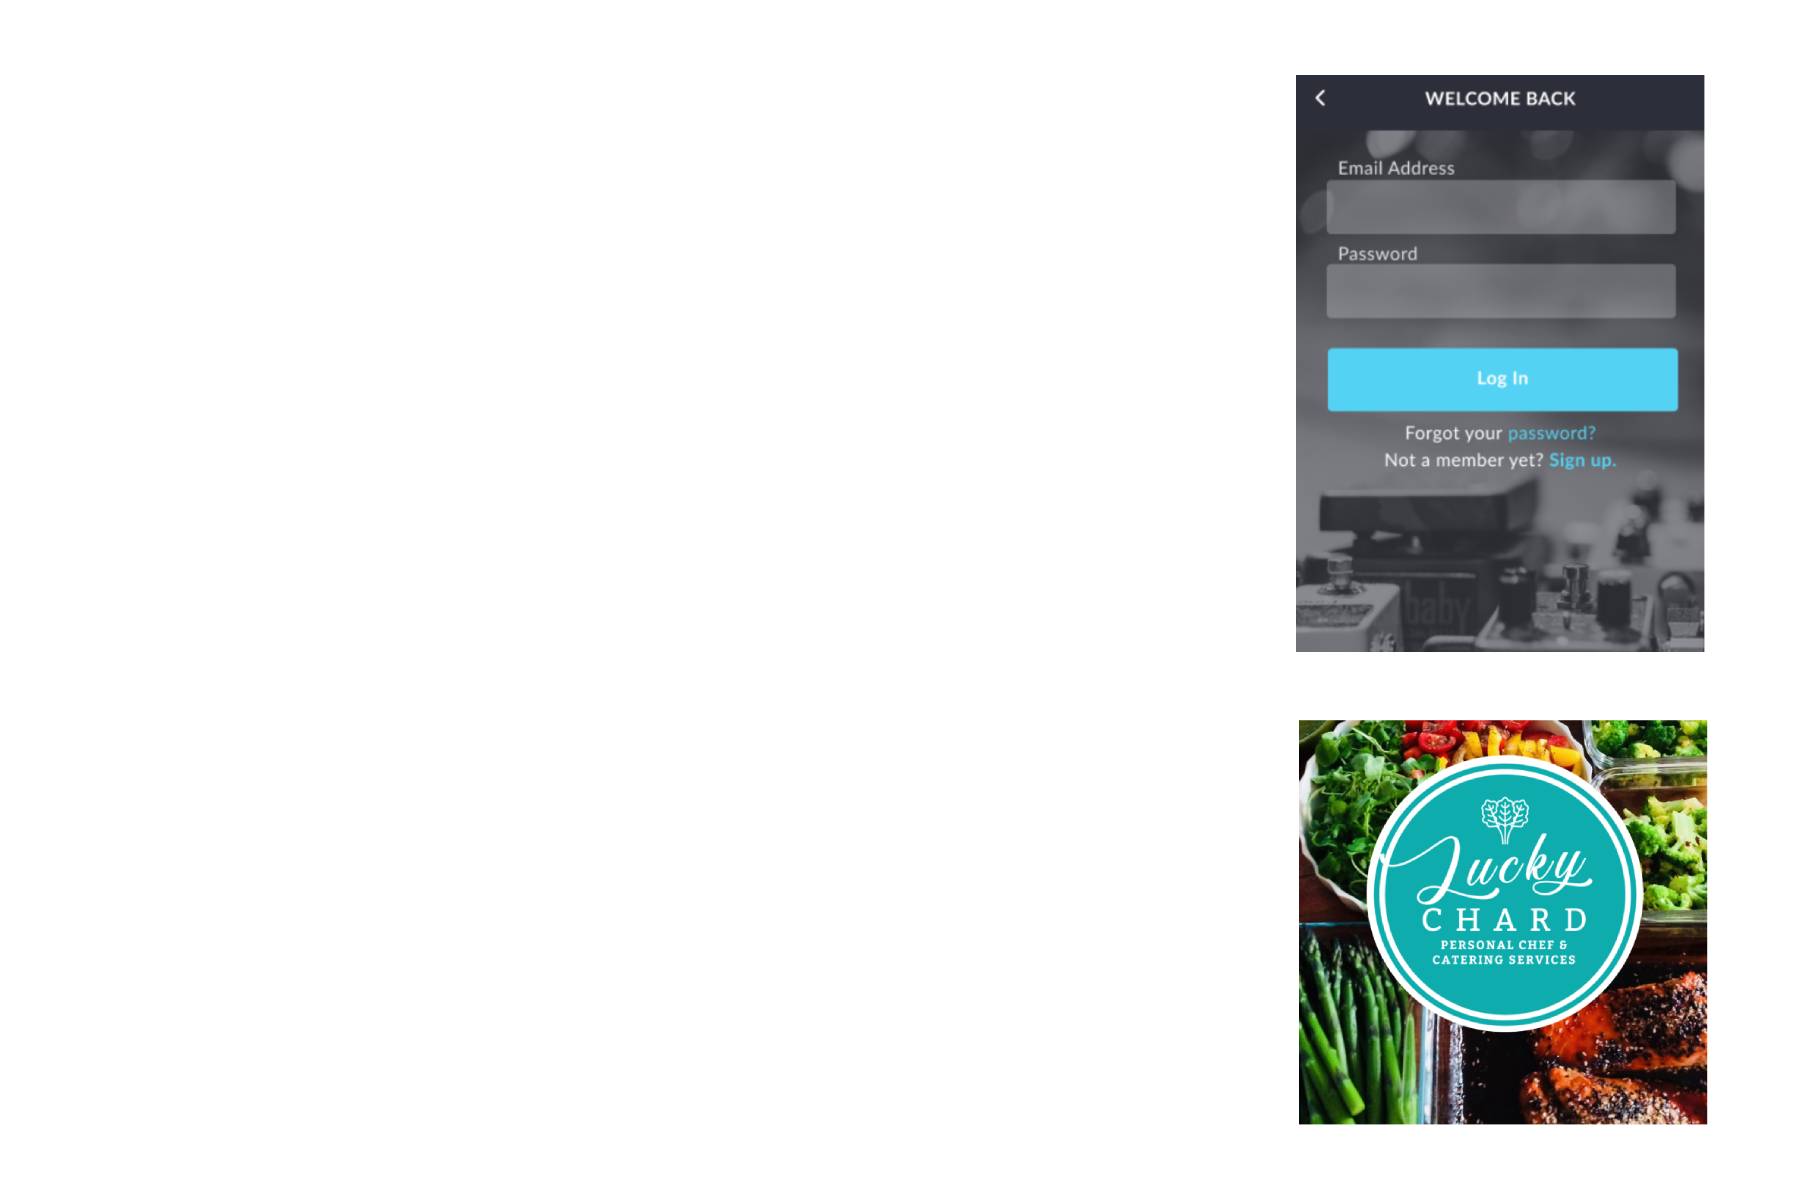 WELCOME BACK
Email Address
Password
Log In
Forgot your password?
Not a member yet? Sign up.
baby
Lucky
CHARD
PERSONAL CHEF &
CATERING SERVICES